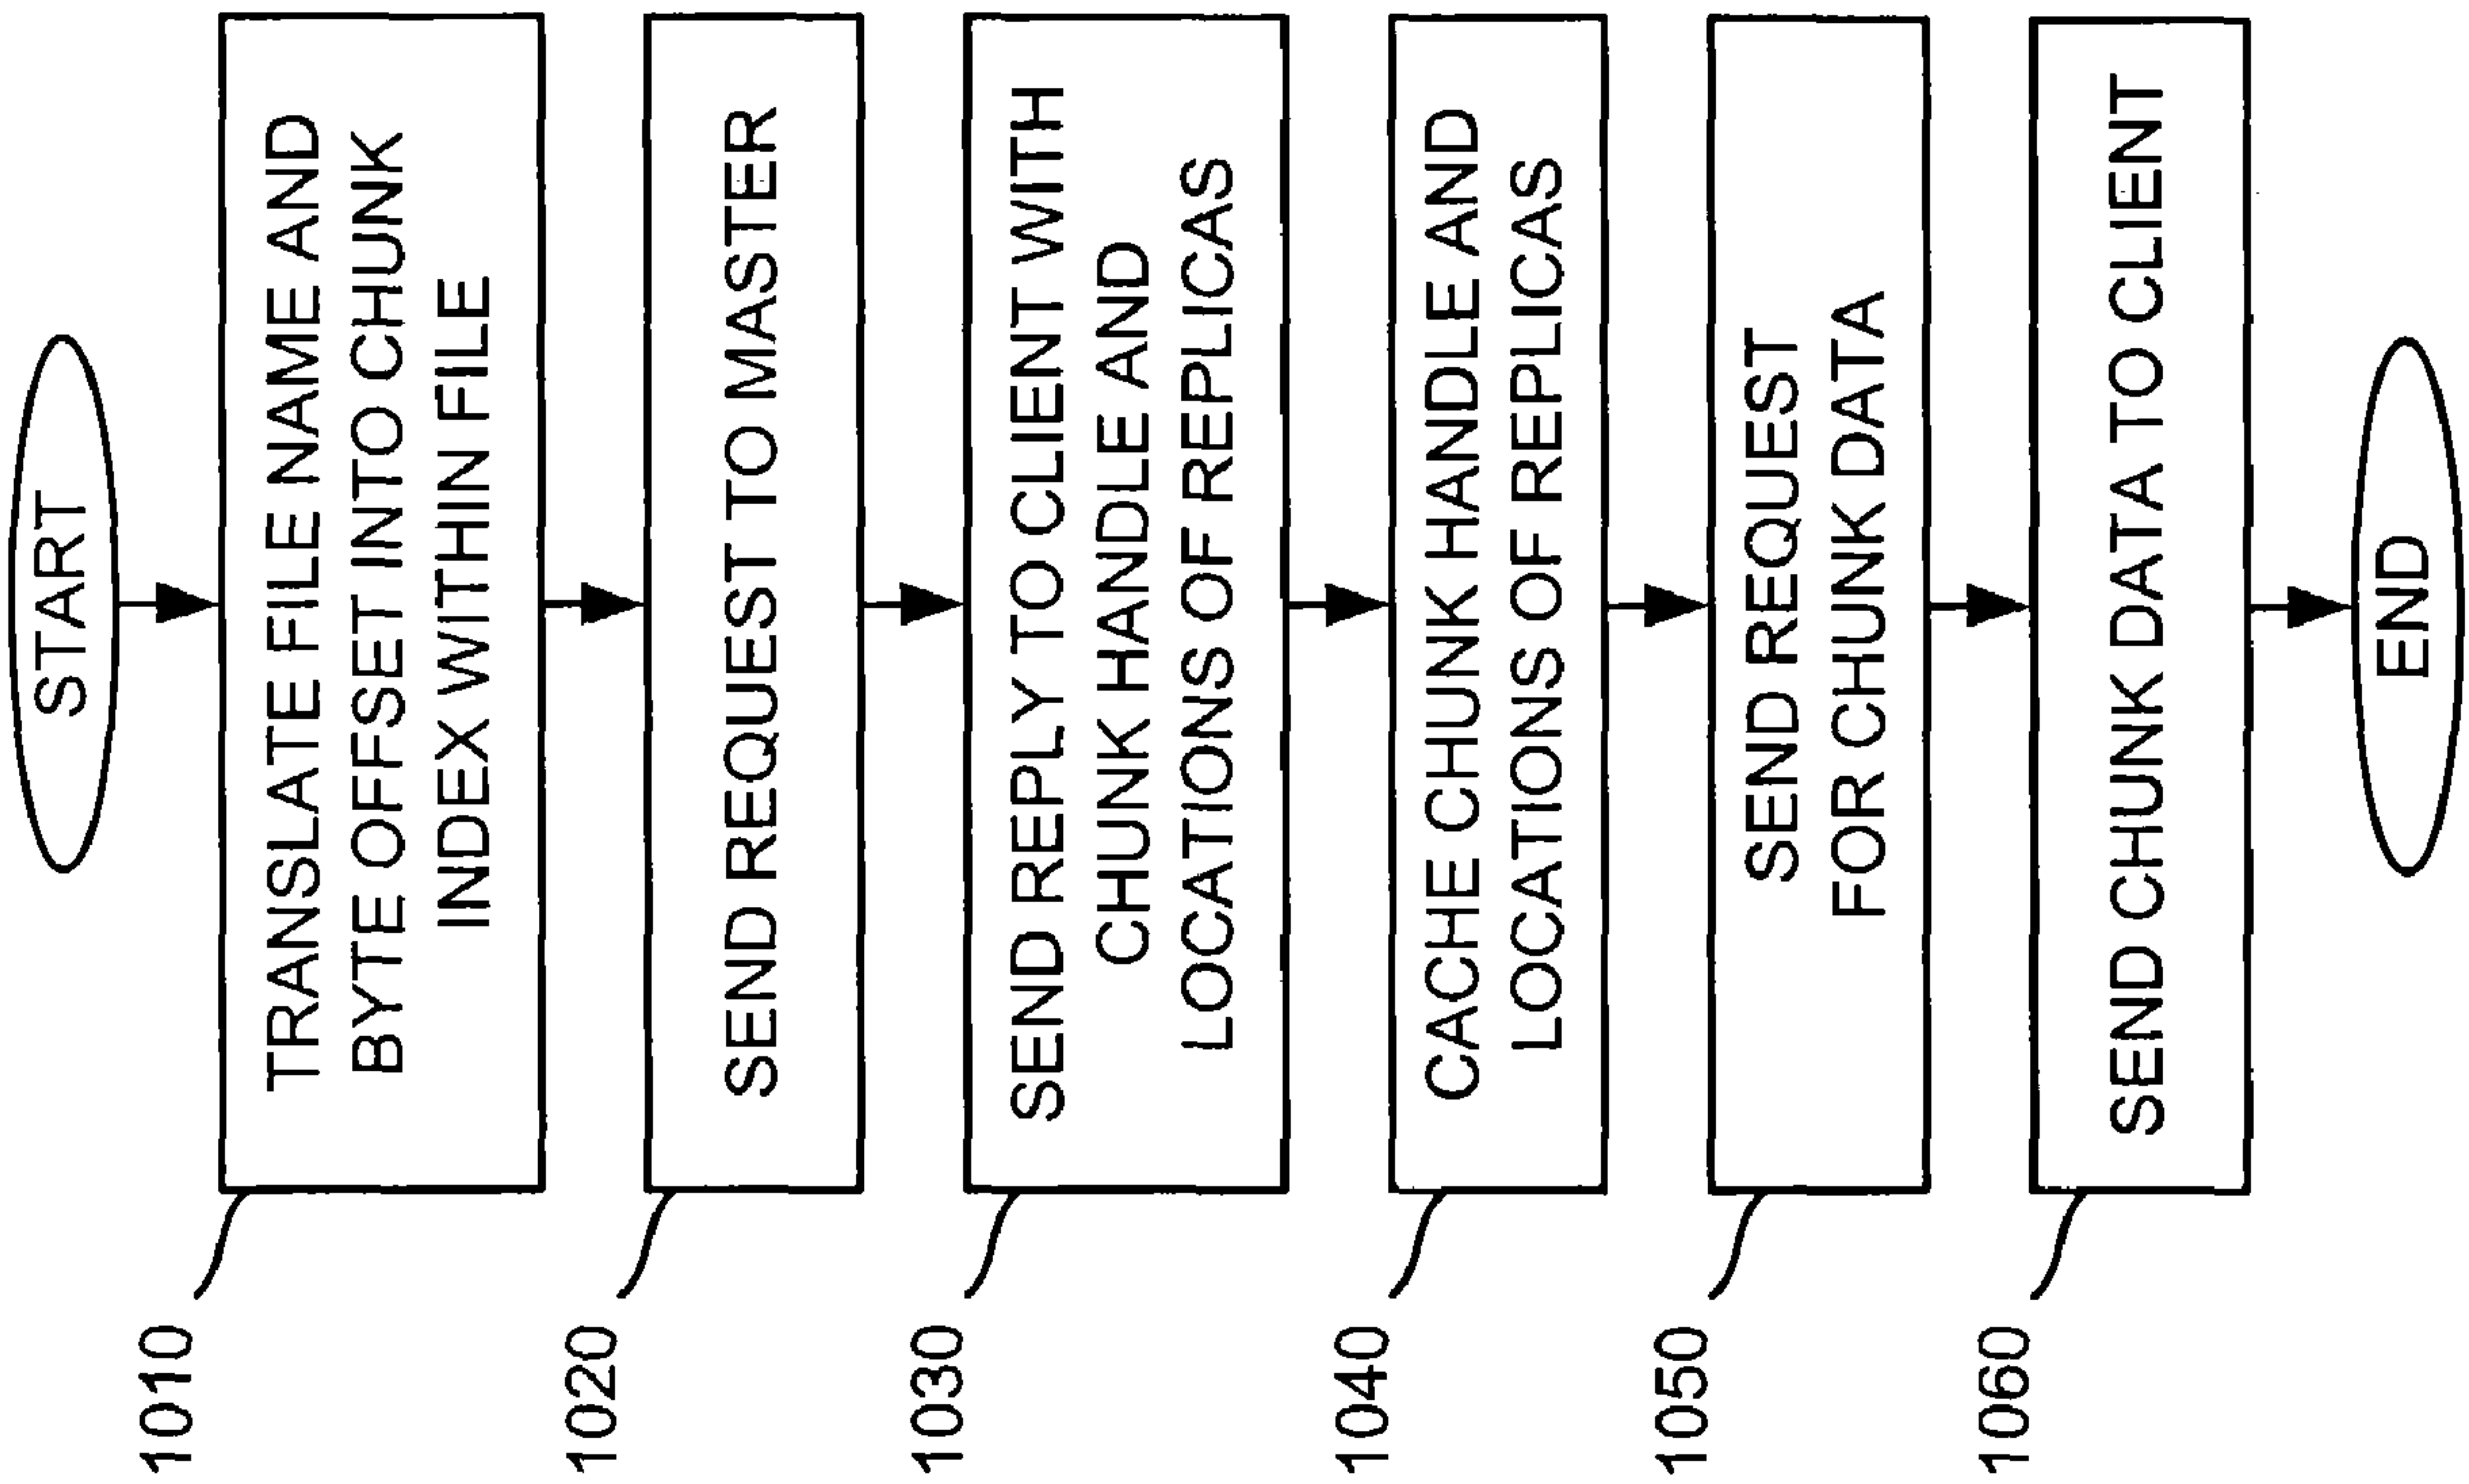 START
1010
TRANSLATE FILE NAME AND
BYTE OFFSET INTO CHUNK
INDEX WITHIN FILE
1020
SEND REQUEST TO MASTER
1030
SEND REPLY TO CLIENT WITH
CHUNK HANDLE AND
LOCATIONS OF REPLICAS
1040
CACHE CHUNK HANDLE AND
LOCATIONS OF REPLICAS
1050
SEND REQUEST
FOR CHUNK DATA
1060
SEND CHUNK DATA TO CLIENT
END